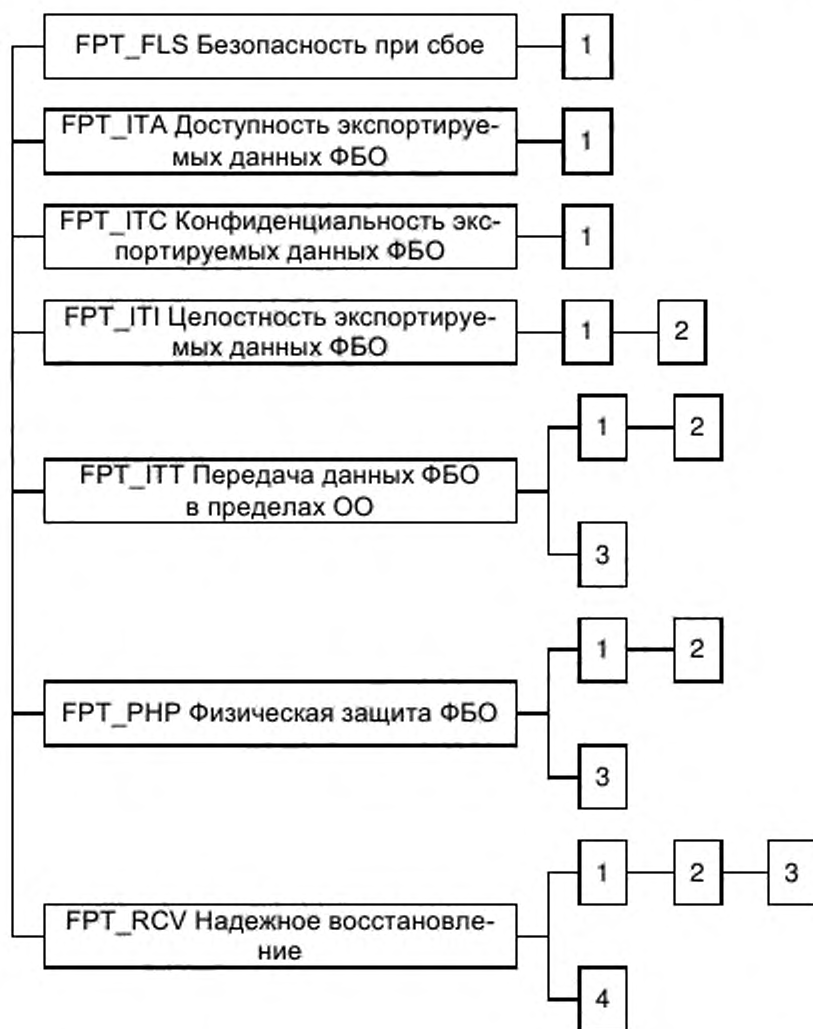 FPT_FLS Безопасность при сбое 1
FPT_ITA Доступность экспортируе-
мых данных ФБО
1
FPT_ITC Конфиденциальность экс-
портируемых данных ФБО
1
FPT_ITI Целостность экспортируе-
мых данных ФБО
1 2
1 2
FPT_ITT Передача данных ФБО
в пределах ОО
3
1 2
FPT_PHP Физическая защита ФБО
3
1 2 3
FPT_RCV Надежное восстановле-
ние
4